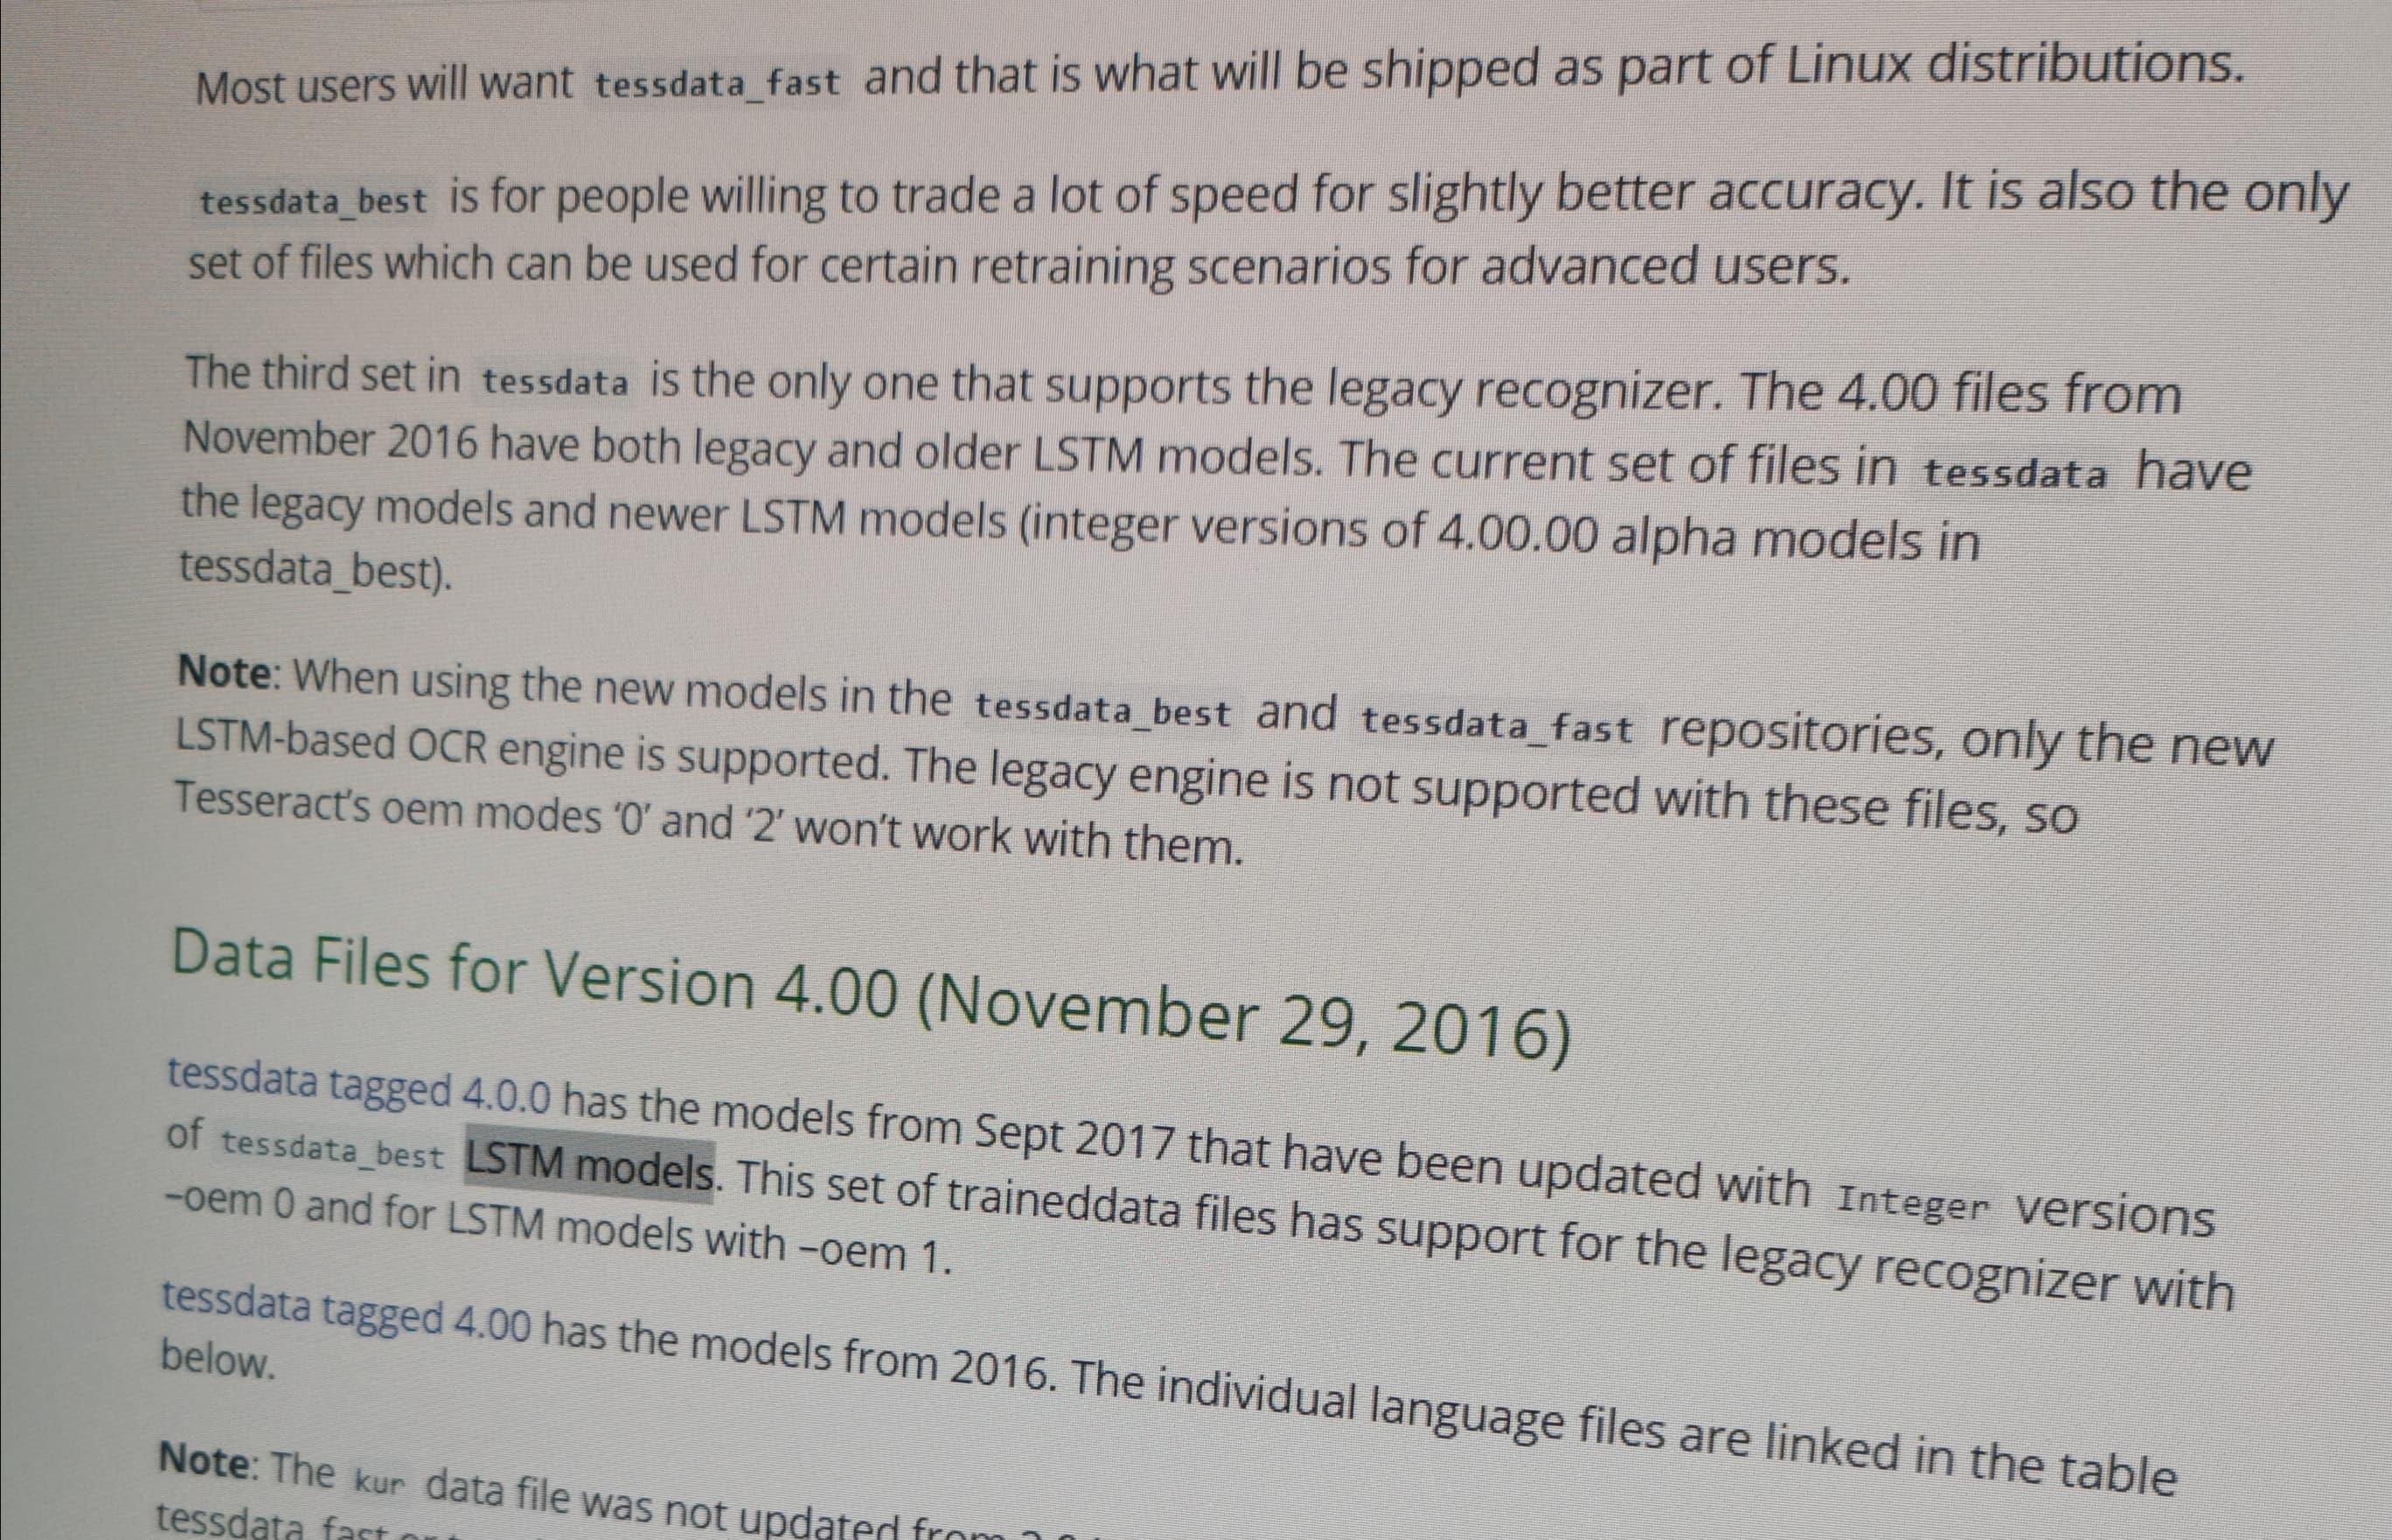 Most users will want tessdata_fast and that is what will be shipped as part of Linux distributions.
tessdata_best is for people willing to trade a lot of speed for slightly better accuracy. It is also the only
set of files which can be used for certain retraining scenarios for advanced users.
The third set in tessdata is the only one that supports the legacy recognizer. The 4.00 files from
November 2016 have both legacy and older LSTM models. The current set of files in tessdata have
the legacy models and newer LSTM models (integer versions of 4.00.00 alpha models in
tessdata_best).
Note: When using the new models in the tessdata_best and tessdata_fast repositories, only the new
LSTM-based OCR engine is supported. The legacy engine is not supported with these files, so
Tesseract’s oem modes ‘0’ and ‘2’ won’t work with them.
Data Files for Version 4.00 (November 29, 2016)
tessdata tagged 4.0.0 has the models from Sept 2017 that have been updated with Integer versions
of tessdata_best LSTM models. This set of traineddata files has support for the legacy recognizer with
–oem 0 and for LSTM models with –oem 1.
tessdata tagged 4.00 has the models from 2016. The individual language files are linked in the table
below.
Note: The kur data file was not updated from
tessdata_fast